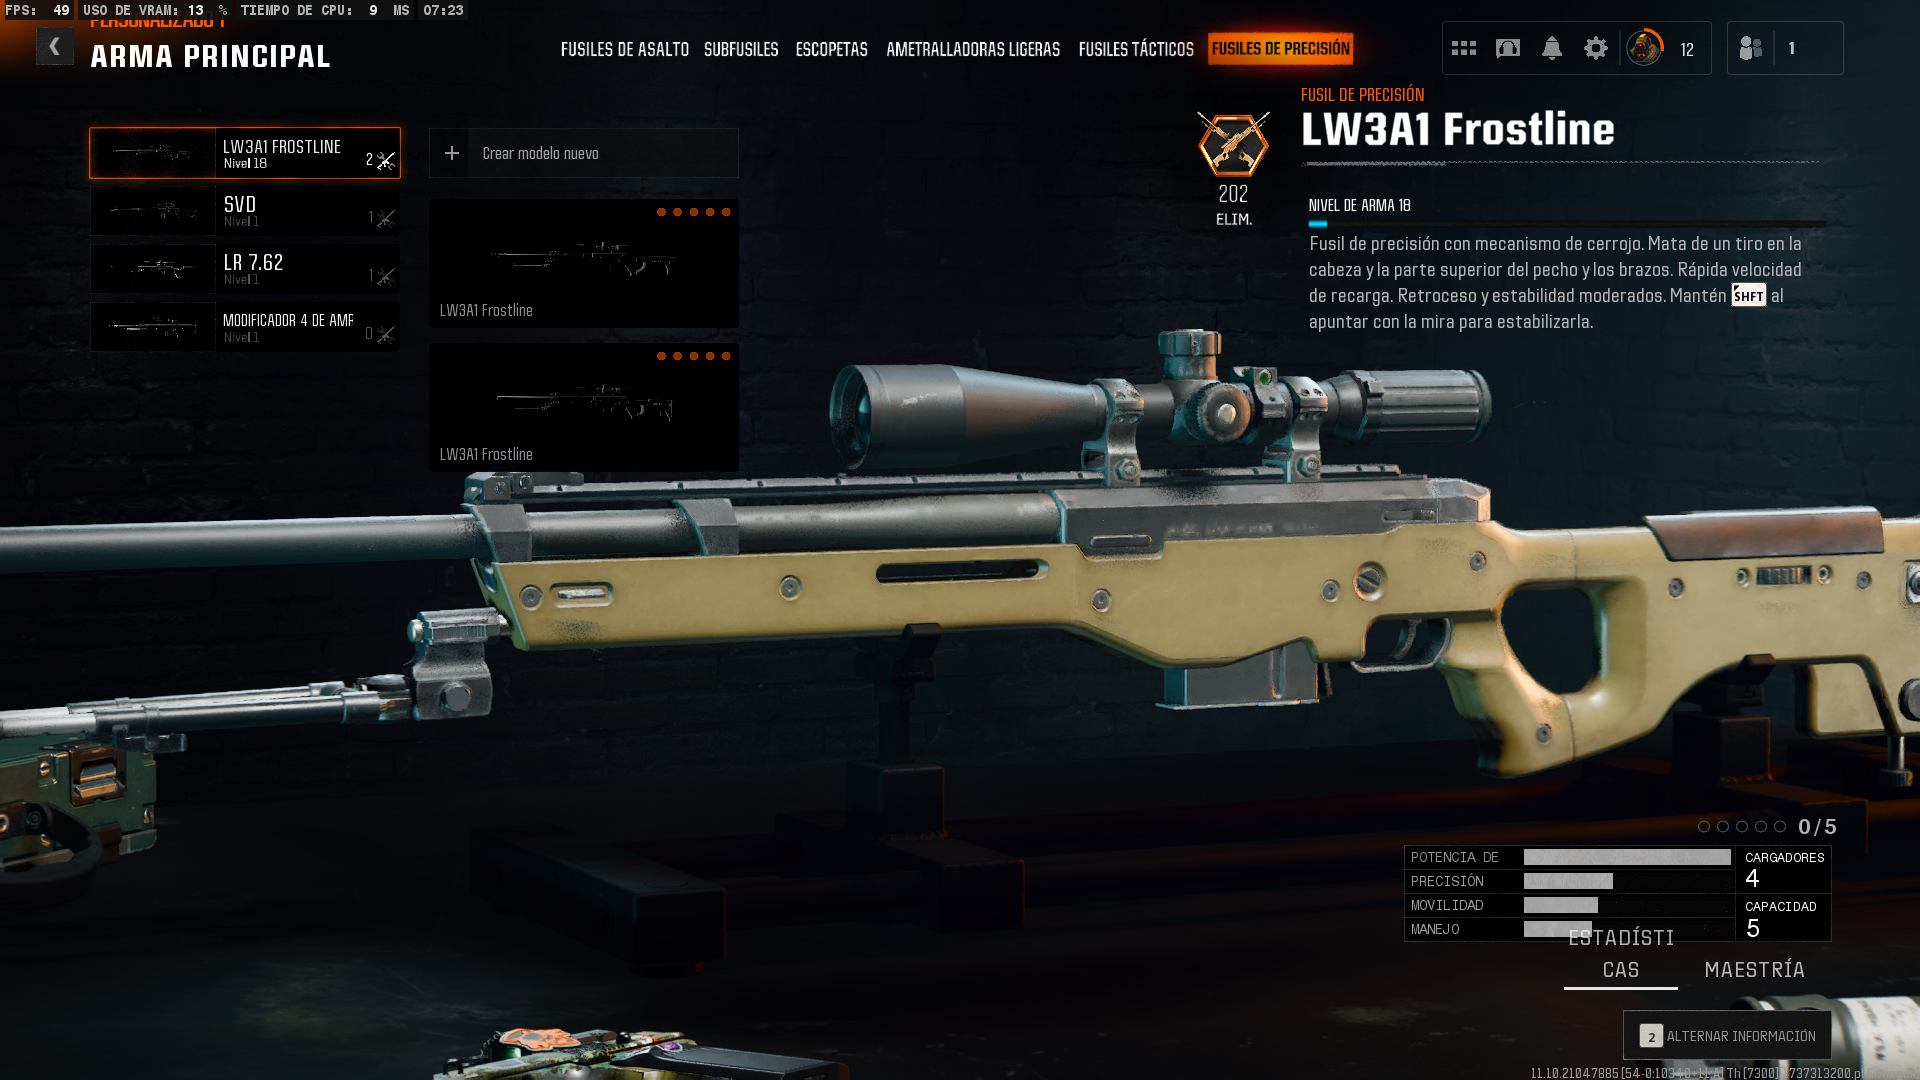 FPS: 49 USO DE VRAM: 13 % TIEMPO DE CPU: 9 MS 07:23
PERSONALIZADO 1
ARMA PRINCIPAL
FUSILES DE ASALTO SUBFUSILES ESCOPETAS AMETRALLADORAS LIGERAS FUSILES TÁCTICOS FUSILES DE PRECISIÓN
12
1
LW3A1 FROSTLINE
Nivel 18
2
SVD
Nivel 1
1
LR 7.62
Nivel 1
1
MODIFICADOR 4 DE AMP
Nivel 1
0
Crear modelo nuevo
LW3A1 Frostline
LW3A1 Frostline
202
ELIM.
FUSIL DE PRECISIÓN
LW3A1 Frostline
NIVEL DE ARMA 18
Fusil de precisión con mecanismo de cerrojo. Mata de un tiro en la
cabeza y la parte superior del pecho y los brazos. Rápida velocidad
de recarga. Retroceso y estabilidad moderados. Mantén SHFT al
apuntar con la mira para estabilizarla.
0/5
POTENCIA DE
PRECISIÓN
MOVILIDAD
MANEJO
CARGADORES
4
CAPACIDAD
5
ESTADÍSTI
CAS
MAESTRÍA
2 ALTERNAR INFORMACIÓN